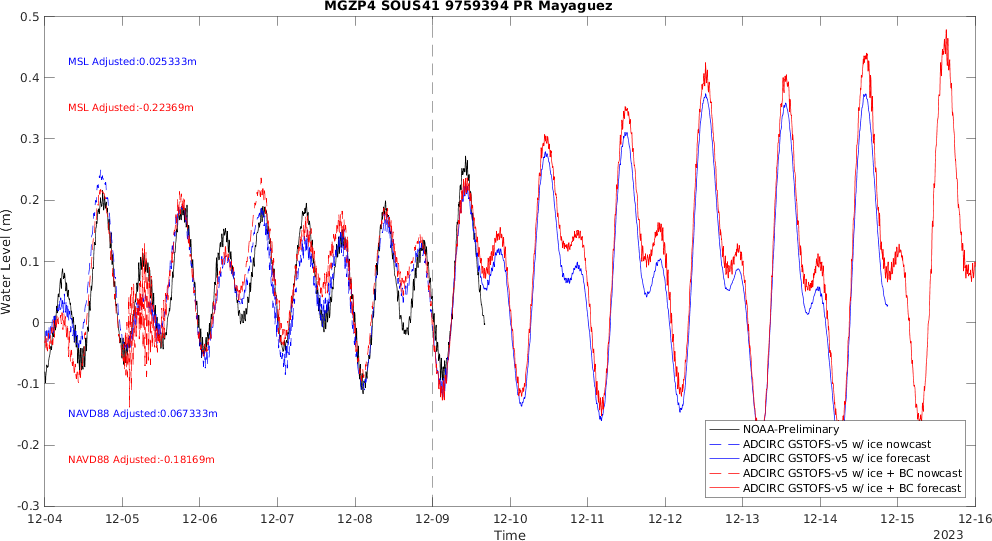 MGZP4 SOUS41 9759394 PR Mayaguez
0.5
MSL Adjusted:0.025333m
0.4
MSL Adjusted:-0.22369m
0.3
0.2
0.1
Water Level (m)
0
-0.1
NAVD88 Adjusted:0.067333m
-0.2
NAVD88 Adjusted:-0.18169m
NOAA-Preliminary
ADCIRC GSTOFS-v5 w/ ice nowcast
ADCIRC GSTOFS-v5 w/ ice forecast
ADCIRC GSTOFS-v5 w/ ice + BC nowcast
ADCIRC GSTOFS-v5 w/ ice + BC forecast
-0.3
12-04 12-05 12-06 12-07 12-08 12-09 12-10 12-11 12-12 12-13 12-14 12-15 12-16
Time
2023